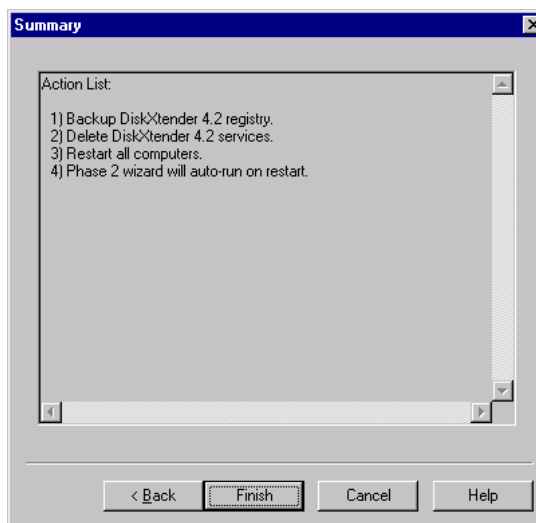 Summary
Action List:
1) Backup DiskXtender 4.2 registry.
2) Delete DiskXtender 4.2 services.
3) Restart all computers.
4) Phase 2 wizard will auto-run on restart.
< Back Finish Cancel Help